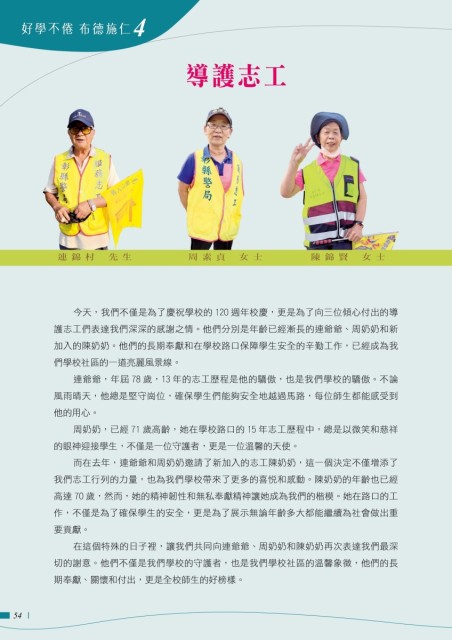 好學不倦 布德施仁 4
導護志工
彰縣警局
連錦村 先生
周素貞 女士
陳錦賢 女士
今天,我們不僅是為了慶祝學校的 120 週年校慶,更是為了向三位傾心付出的導
護志工們表達我們深深的感謝之情。他們分別是年齡已經漸長的連爺爺、周奶奶和新
加入的陳奶奶。他們的長期奉獻和在學校路口保障學生安全的辛勤工作,已經成為我
們學校社區的一道亮麗風景線。
連爺爺,年屆 78 歲,13 年的志工歷程是他的驕傲,也是我們學校的驕傲。不論
風雨晴天,他總是堅守崗位,確保學生們能夠安全地越過馬路,每位師生都能感受到
他的用心。
周奶奶,已經 71 歲高齡,她在學校路口的 15 年志工歷程中,總是以微笑和慈祥
的眼神迎接學生,不僅是一位守護者,更是一位溫馨的天使。
而在去年,連爺爺和周奶奶邀請了新加入的志工陳奶奶,這一個決定不僅增添了
我們志工行列的力量,也為我們學校帶來了更多的喜悅和感動。陳奶奶的年齡也已經
高達 70 歲,然而,她的精神韌性和無私奉獻精神讓她成為我們的楷模。她在路口的工
作,不僅是為了確保學生的安全,更是為了展示無論年齡多大都能繼續為社會做出重
要貢獻。
在這個特殊的日子裡,讓我們共同向連爺爺、周奶奶和陳奶奶再次表達我們最深
切的謝意。他們不僅是我們學校的守護者,也是我們學校社區的溫馨象徵,他們的長
期奉獻、關懷和付出,更是全校師生的好榜樣。
54